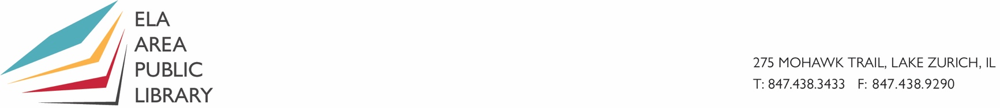 ELA
AREA
PUBLIC
LIBRARY
275 MOHAWK TRAIL, LAKE ZURICH, IL
T: 847.438.3433 F: 847.438.9290